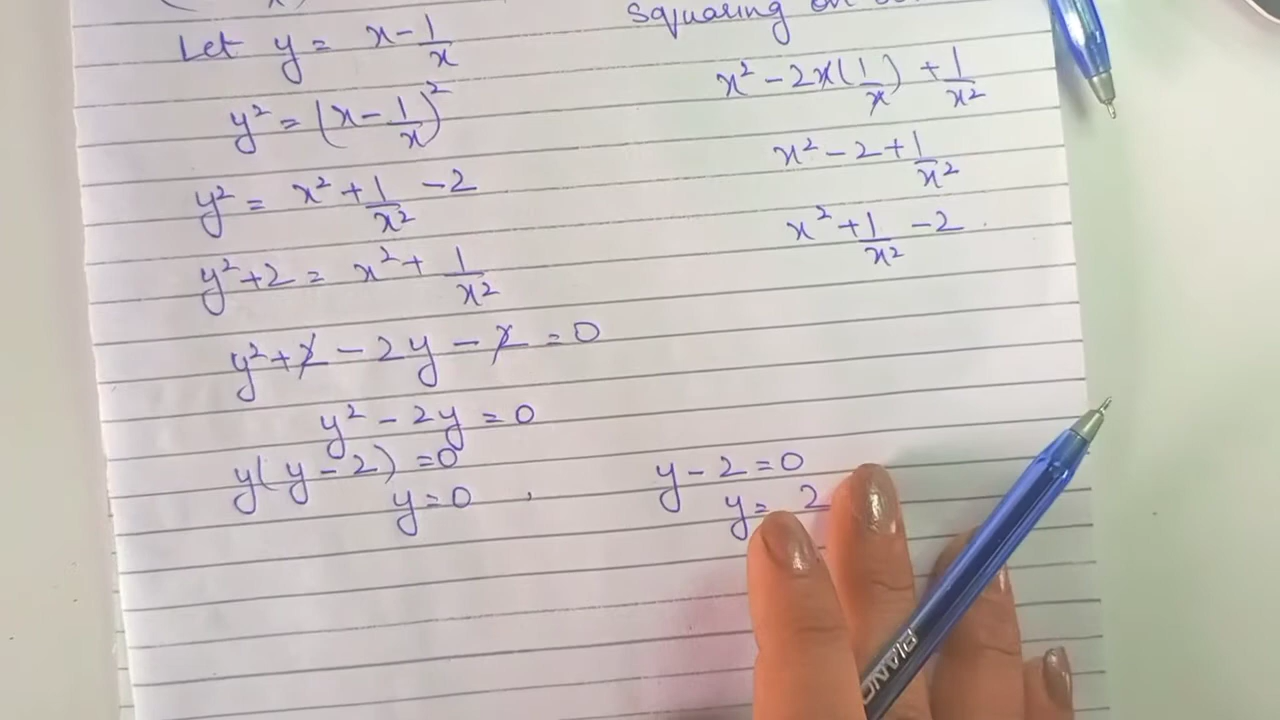 Let y = x - 1/x
y² = (x - 1/x)²
y² = x² + 1/x² - 2
y² + 2 = x² + 1/x²
y² + 2 - 2y - 2 = 0
y² - 2y = 0
y(y - 2) = 0
y = 0 ,
Squaring on
x² - 2x(1/x) + 1/x²
x² - 2 + 1/x²
x² + 1/x² - 2
y - 2 = 0
y = 2
PIANO